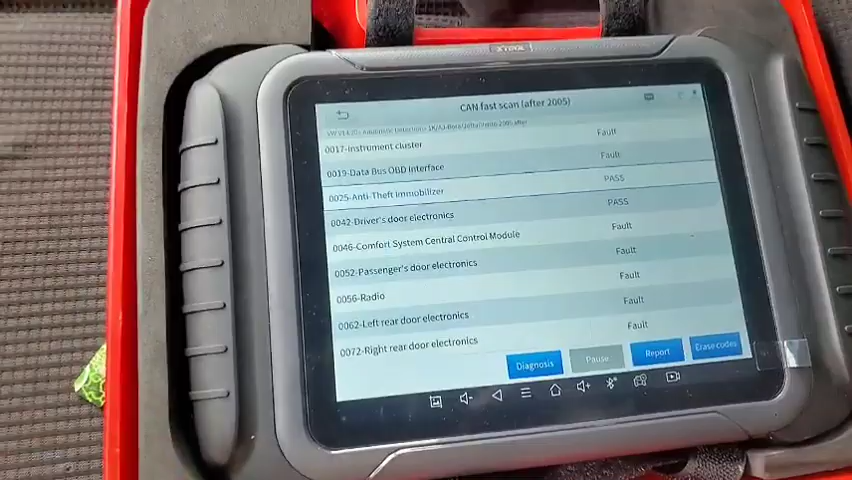 XTOOL
CAN fast scan (after 2005)
Fault
0017-Instrument cluster
0019-Data Bus OBD interface Fault
0025-Anti-Theft immobilizer PASS
0042-Driver's door electronics PASS
0046-Comfort System Central Control Module Fault
0052-Passenger's door electronics Fault
0056-Radio Fault
0062-Left rear door electronics Fault
0072-Right rear door electronics Fault
Diagnosis Pause Report Erase codes